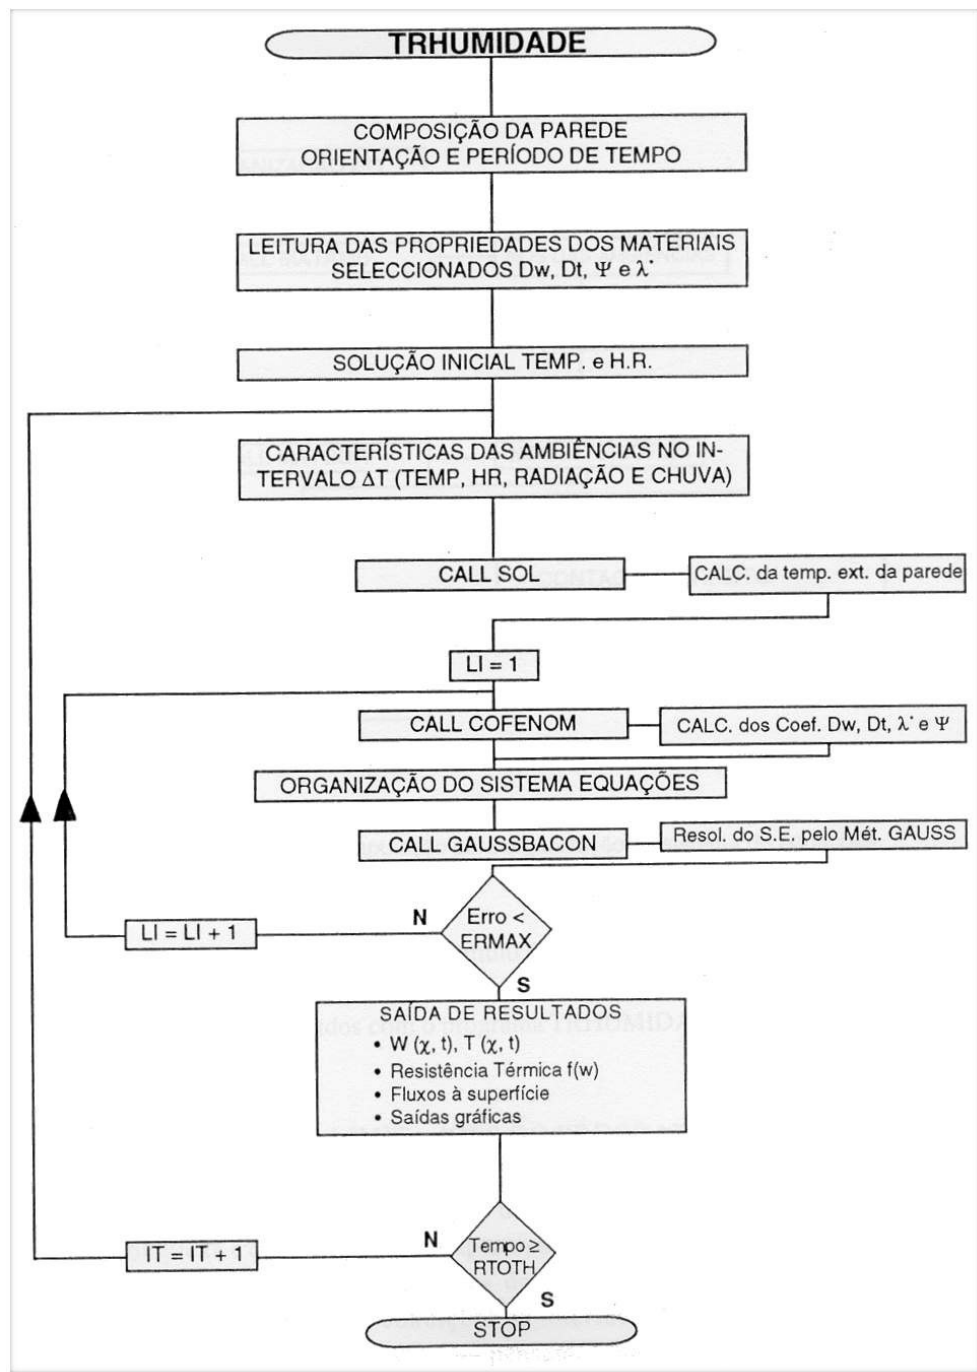 TRHUMIDADE
COMPOSIÇÃO DA PAREDE
ORIENTAÇÃO E PERÍODO DE TEMPO
LEITURA DAS PROPRIEDADES DOS MATERIAIS
SELECCIONADOS Dw, Dt, Ψ e λ*
SOLUÇÃO INICIAL TEMP. e H.R.
CARACTERÍSTICAS DAS AMBIÊNCIAS NO IN-
TERVALO ΔT (TEMP, HR, RADIAÇÃO E CHUVA)
CALL SOL
CALC. da temp. ext. da parede
LI = 1
CALL COFENOM
CALC. dos Coef. Dw, Dt, λ* e Ψ
ORGANIZAÇÃO DO SISTEMA EQUAÇÕES
CALL GAUSSBACON
Resol. do S.E. pelo Mét. GAUSS
N
Erro <
ERMAX
LI = LI + 1
S
SAÍDA DE RESULTADOS
• W (χ, t), T (χ, t)
• Resistência Térmica f(w)
• Fluxos à superfície
• Saídas gráficas
N
Tempo ≥
RTOTH
IT = IT + 1
S
STOP